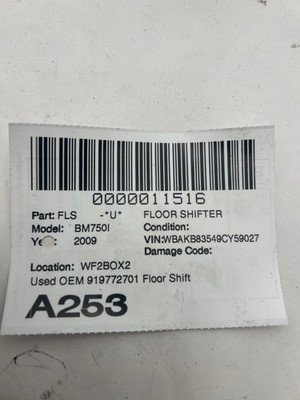 0000011516
Part: FLS -*U* FLOOR SHIFTER
Model: BM750I Condition:
2009 VIN:WBAKB83549CY59027
Damage Code:
Location: WF2BOX2
Used OEM 919772701 Floor Shift
A253